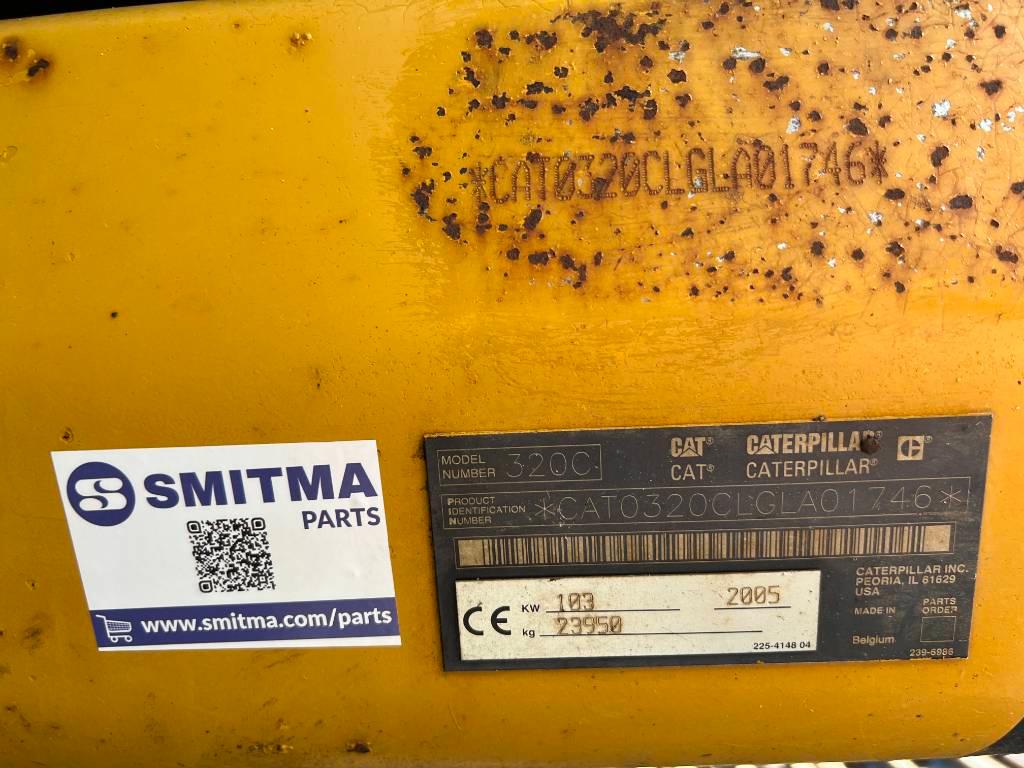 *CAT0320CLGLA01746*
SMITMA
PARTS
www.smitma.com/parts
MODEL NUMBER 320C
CAT® CATERPILLAR®
CAT® CATERPILLAR®
PRODUCT IDENTIFICATION NUMBER *CAT0320CLGLA01746*
CATERPILLAR INC.
PEORIA, IL 61629
USA
CE KW 103 2005
kg 23950
225-4148 04
MADE IN
Belgium
PARTS ORDER
239-5986